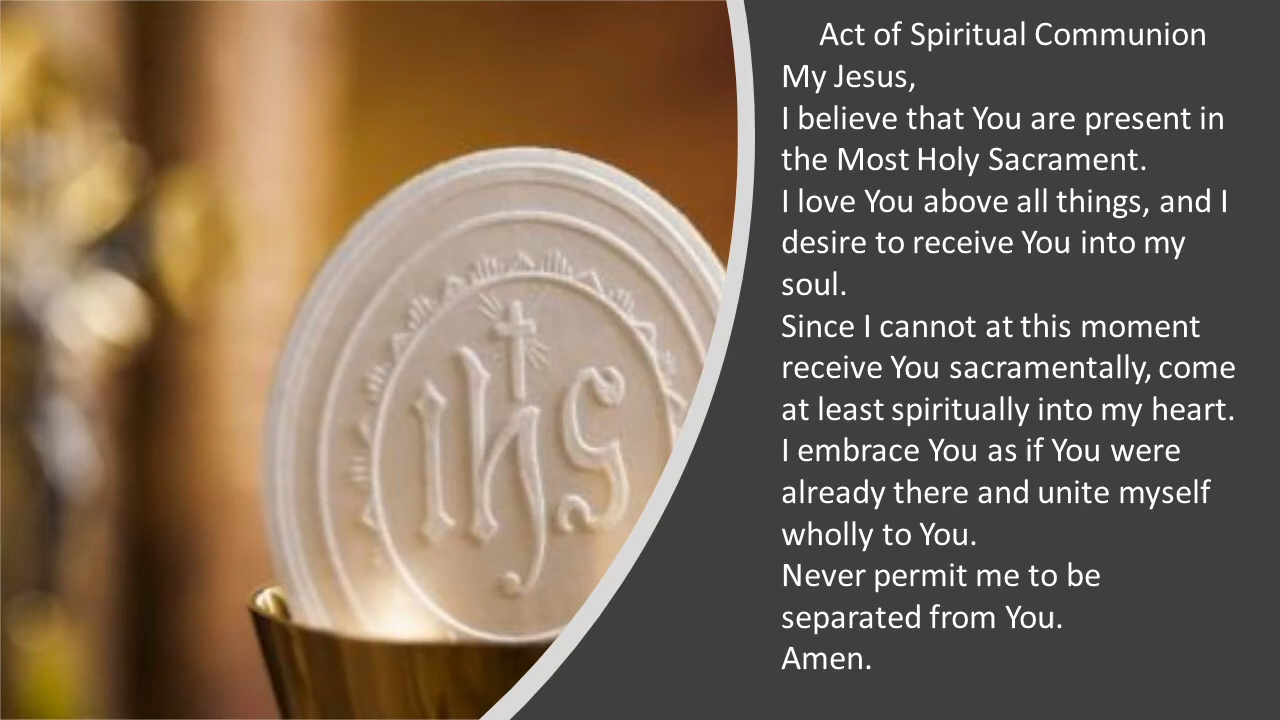 Act of Spiritual Communion
My Jesus,
I believe that You are present in
the Most Holy Sacrament.
I love You above all things, and I
desire to receive You into my
soul.
Since I cannot at this moment
receive You sacramentally, come
at least spiritually into my heart.
I embrace You as if You were
already there and unite myself
wholly to You.
Never permit me to be
separated from You.
Amen.
ihs